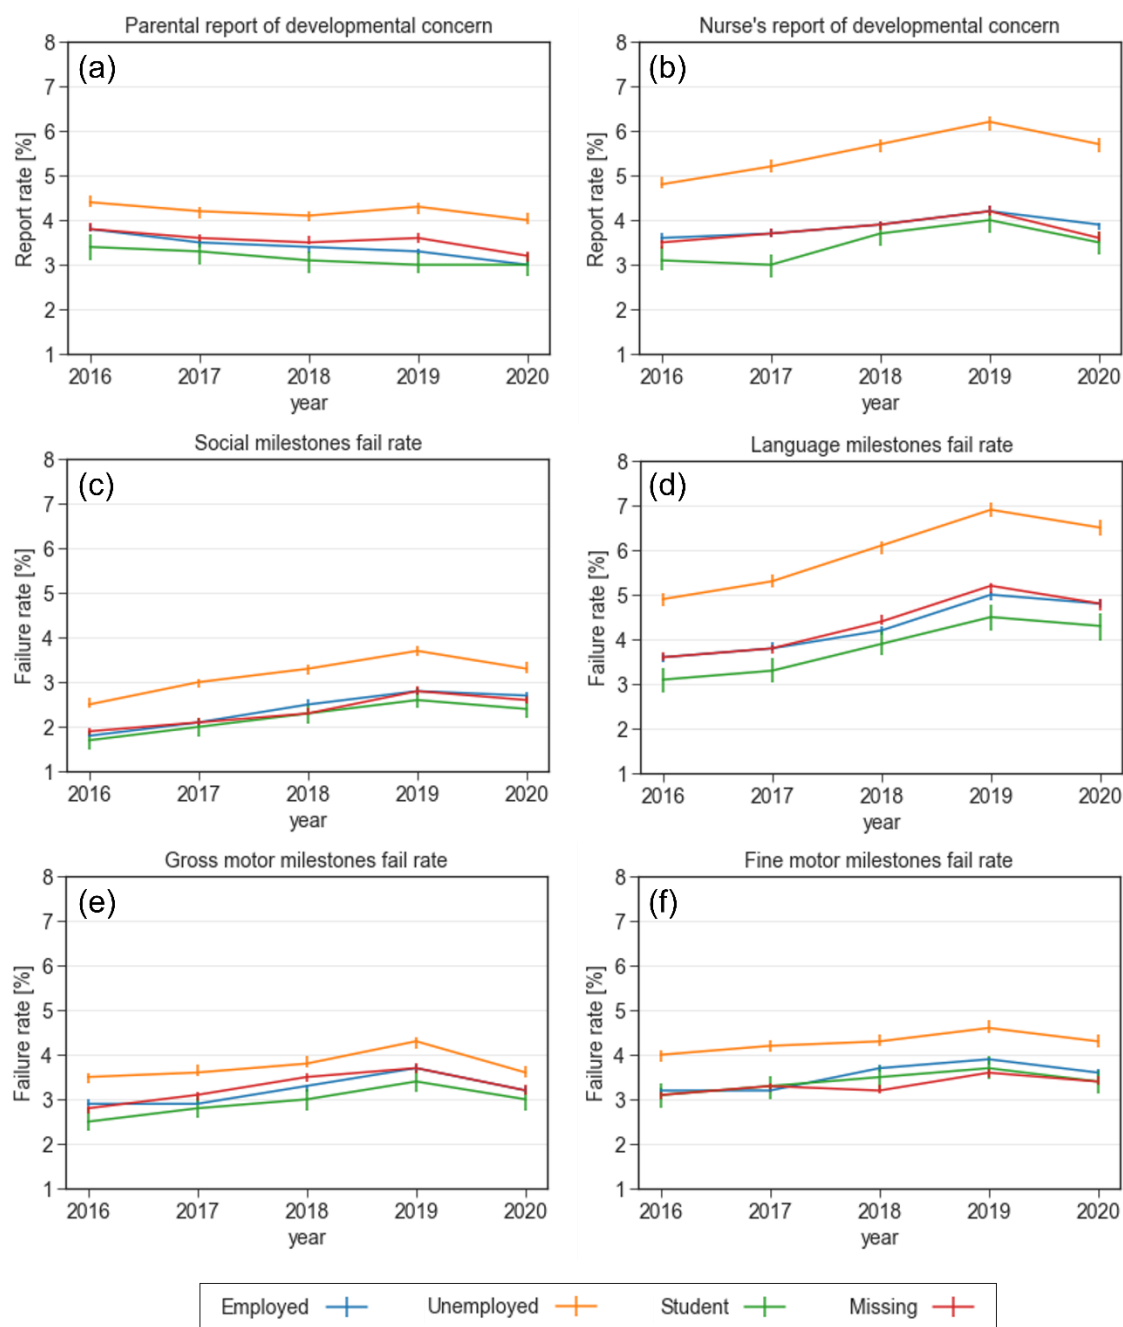 Parental report of developmental concern
(a)
8
7
6
5
4
3
2
1
Report rate [%]
2016 2017 2018 2019 2020
year
Nurse's report of developmental concern
(b)
8
7
6
5
4
3
2
1
Report rate [%]
2016 2017 2018 2019 2020
year
Social milestones fail rate
(c)
8
7
6
5
4
3
2
1
Failure rate [%]
2016 2017 2018 2019 2020
year
Language milestones fail rate
(d)
8
7
6
5
4
3
2
1
Failure rate [%]
2016 2017 2018 2019 2020
year
Gross motor milestones fail rate
(e)
8
7
6
5
4
3
2
1
Failure rate [%]
2016 2017 2018 2019 2020
year
Fine motor milestones fail rate
(f)
8
7
6
5
4
3
2
1
Failure rate [%]
2016 2017 2018 2019 2020
year
Employed Unemployed Student Missing